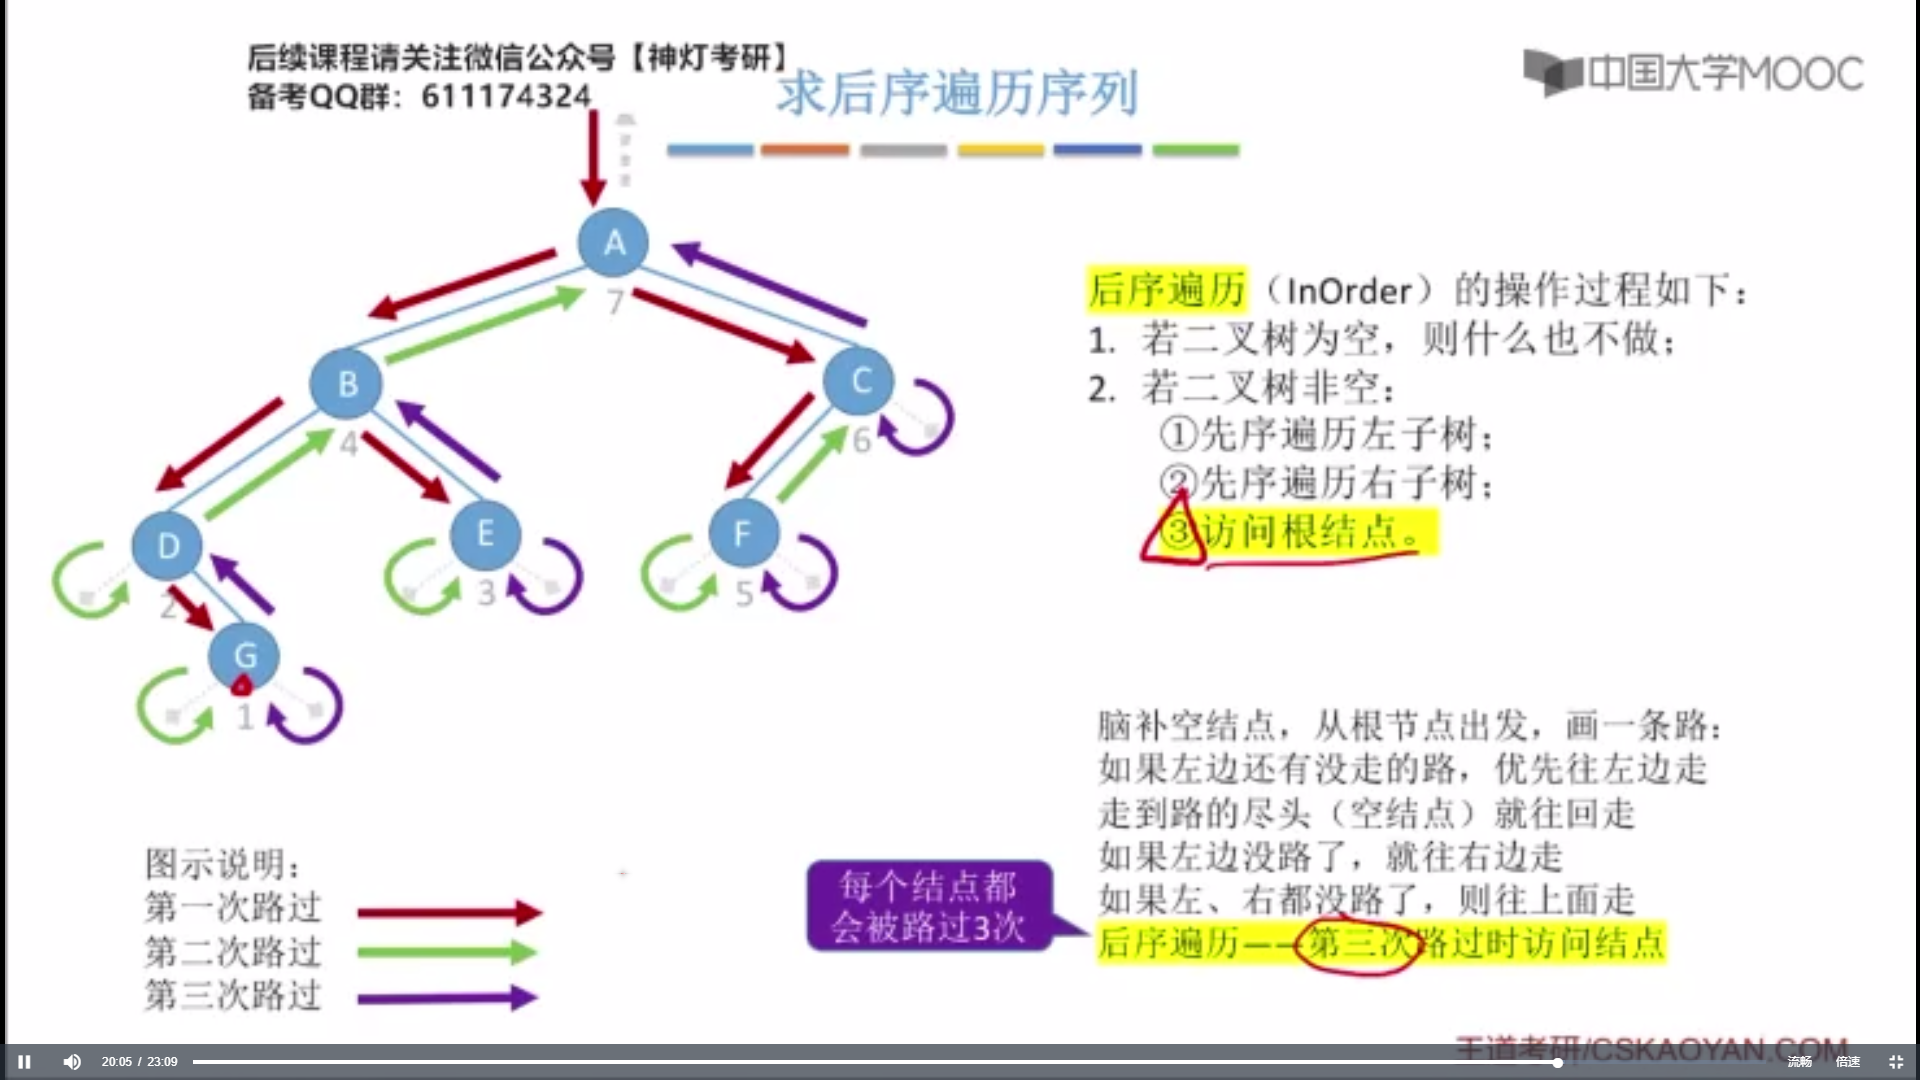 后续课程请关注微信公众号【神灯考研】
备考QQ群：611174324
求后序遍历序列
中国大学MOOC
A
7
B
4
C
6
D
2
E
3
F
5
G
1
后序遍历（InOrder）的操作过程如下：
1. 若二叉树为空，则什么也不做；
2. 若二叉树非空：
①先序遍历左子树；
②先序遍历右子树；
③访问根结点。
脑补空结点，从根节点出发，画一条路：
如果左边还有没走的路，优先往左边走
走到路的尽头（空结点）就往回走
如果左边没路了，就往右边走
如果左、右都没路了，则往上面走
后序遍历——第三次路过时访问结点
每个结点都
会被路过3次
图示说明：
第一次路过
第二次路过
第三次路过
王道考研/CSKAOYAN.COM
20:05 / 23:09
流畅
倍速